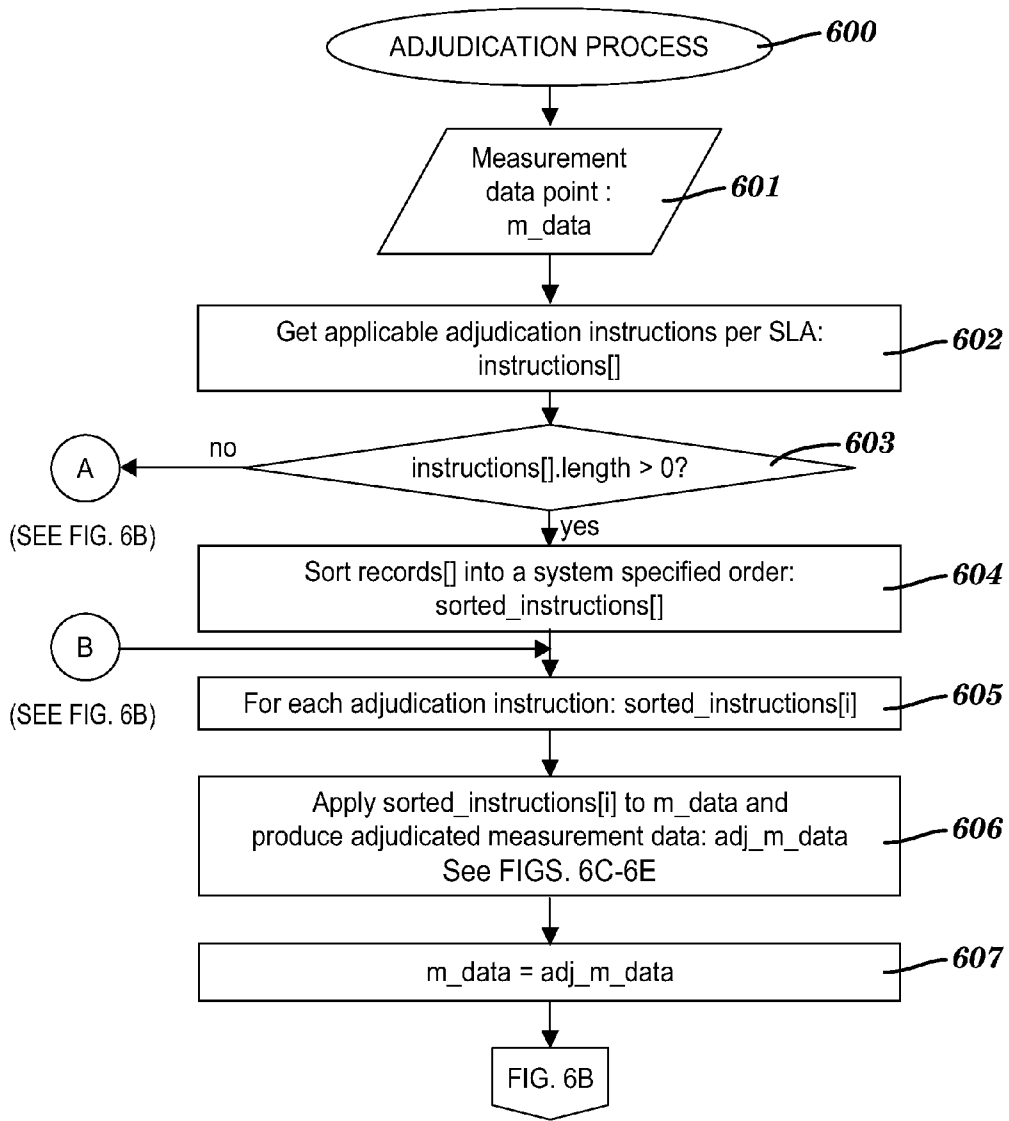 ADJUDICATION PROCESS
600
Measurement
data point :
m_data
601
Get applicable adjudication instructions per SLA:
instructions[]
602
A
no
instructions[].length > 0?
603
(SEE FIG. 6B)
yes
Sort records[] into a system specified order:
sorted_instructions[]
604
B
(SEE FIG. 6B)
For each adjudication instruction: sorted_instructions[i]
605
Apply sorted_instructions[i] to m_data and
produce adjudicated measurement data: adj_m_data
See FIGS. 6C-6E
606
m_data = adj_m_data
607
FIG. 6B